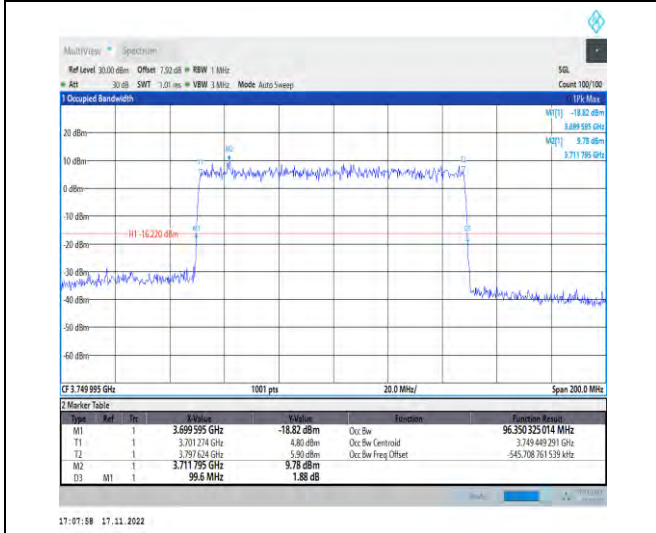 MultiView Spectrum
Ref Level 30.00 dBm Offset 7.92 dB RBW 1 MHz SGL
Att 30 dB SWT 1.01 ms VBW 3 MHz Mode Auto Sweep Count 100/100
1 Occupied Bandwidth 1Pk Max
M1[1] -18.82 dBm
3.699 595 GHz
M2[1] 9.78 dBm
3.711 795 GHz
20 dBm
10 dBm
0 dBm
-10 dBm
H1 -16.220 dBm
-20 dBm
-30 dBm
-40 dBm
-50 dBm
-60 dBm
M2
T1
T2
M1
D3
CF 3.749 995 GHz 1001 pts 20.0 MHz/ Span 200.0 MHz
2 Marker Table
Type Ref Trc X-Value Y-Value Function Function Result
M1 1 3.699 595 GHz -18.82 dBm Occ Bw 96.350 325 014 MHz
T1 1 3.701 274 GHz 4.80 dBm Occ Bw Centroid 3.749 449 291 GHz
T2 1 3.797 624 GHz 5.90 dBm Occ Bw Freq Offset -545.708 761 539 kHz
M2 1 3.711 795 GHz 9.78 dBm
D3 M1 1 99.6 MHz 1.88 dB
17:07:58 17.11.2022